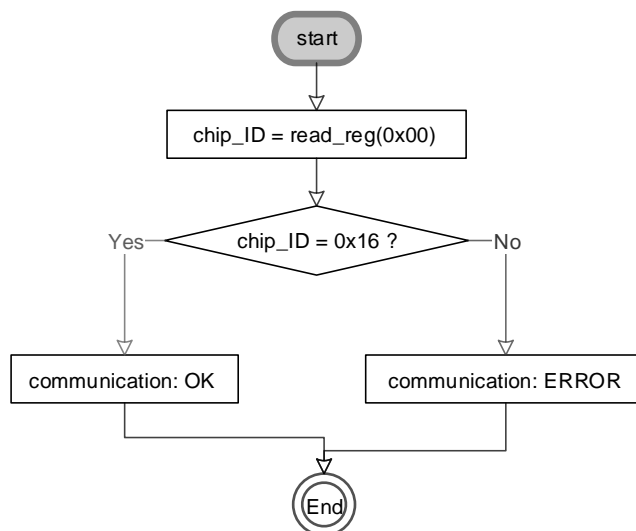 start
chip_ID = read_reg(0x00)
chip_ID = 0x16 ?
Yes
No
communication: OK
communication: ERROR
End